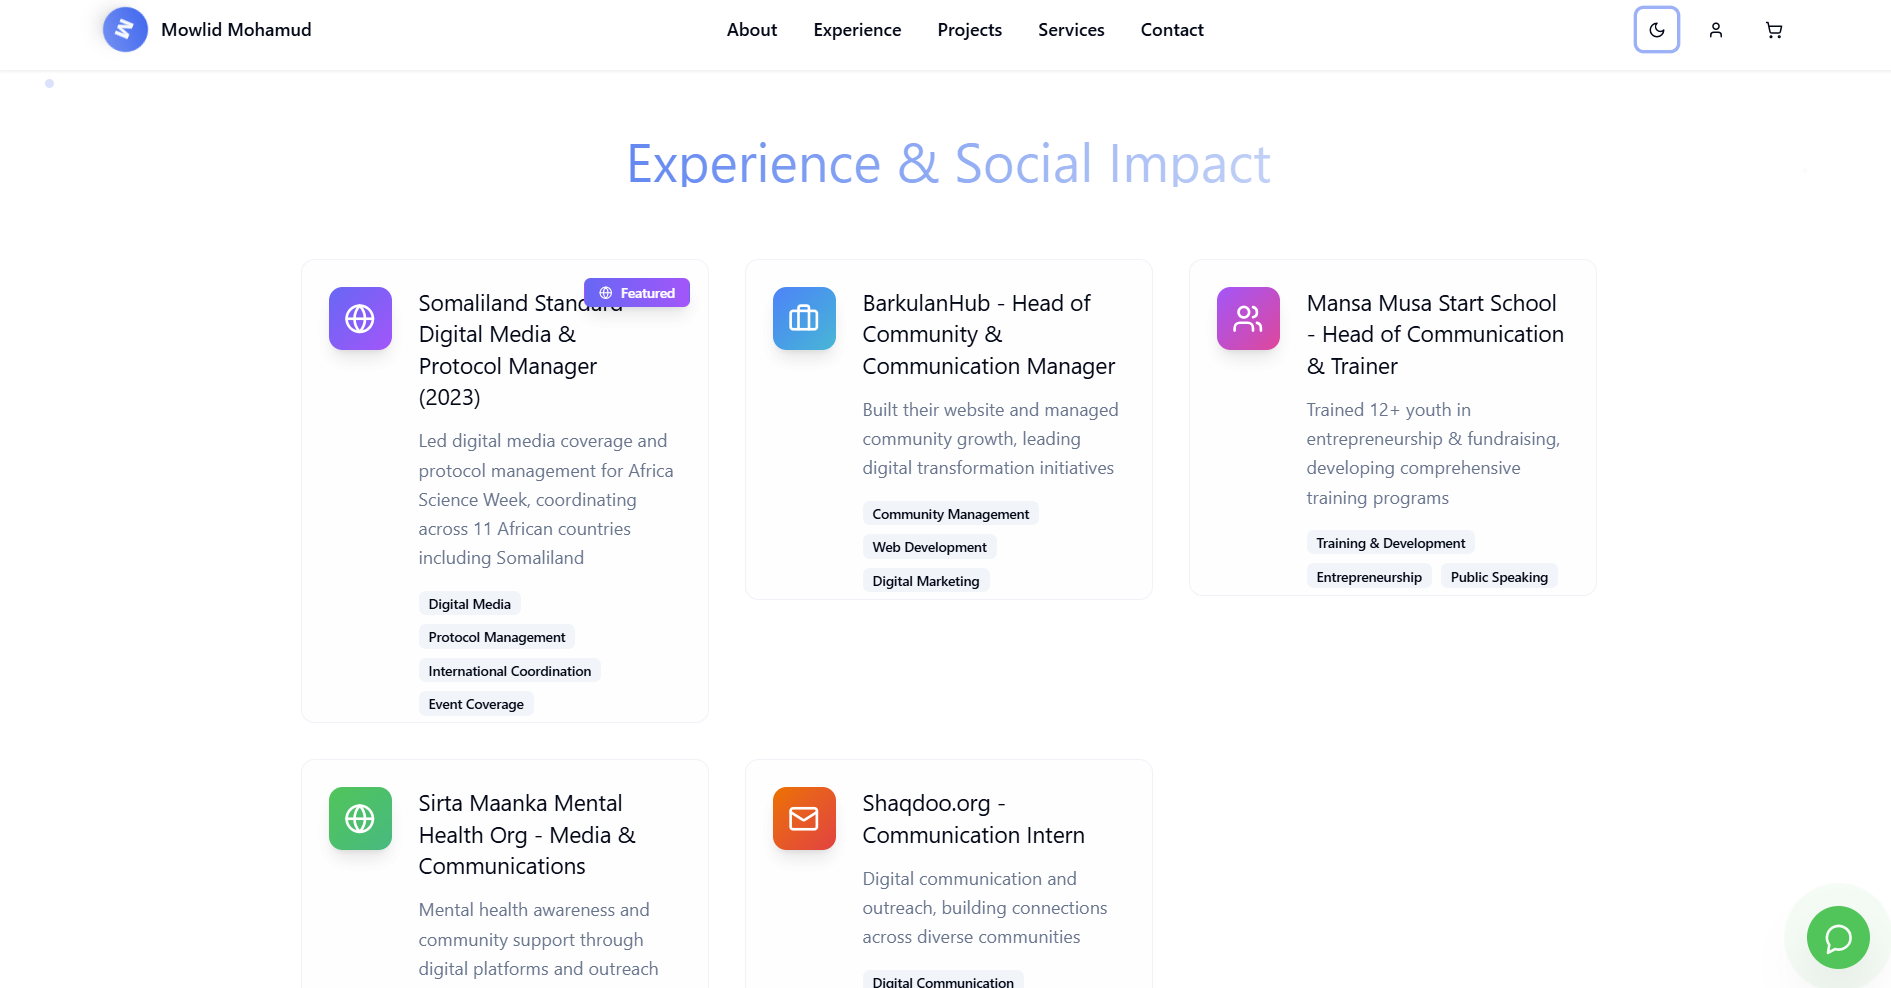 Mowlid Mohamud
About
Experience
Projects
Services
Contact
Experience & Social Impact
Featured
Somaliland Standard
Digital Media &
Protocol Manager
(2023)
Led digital media coverage and
protocol management for Africa
Science Week, coordinating
across 11 African countries
including Somaliland
Digital Media
Protocol Management
International Coordination
Event Coverage
BarkulanHub - Head of
Community &
Communication Manager
Built their website and managed
community growth, leading
digital transformation initiatives
Community Management
Web Development
Digital Marketing
Mansa Musa Start School
- Head of Communication
& Trainer
Trained 12+ youth in
entrepreneurship & fundraising,
developing comprehensive
training programs
Training & Development
Entrepreneurship
Public Speaking
Sirta Maanka Mental
Health Org - Media &
Communications
Mental health awareness and
community support through
digital platforms and outreach
Shaqdoo.org -
Communication Intern
Digital communication and
outreach, building connections
across diverse communities
Digital Communication